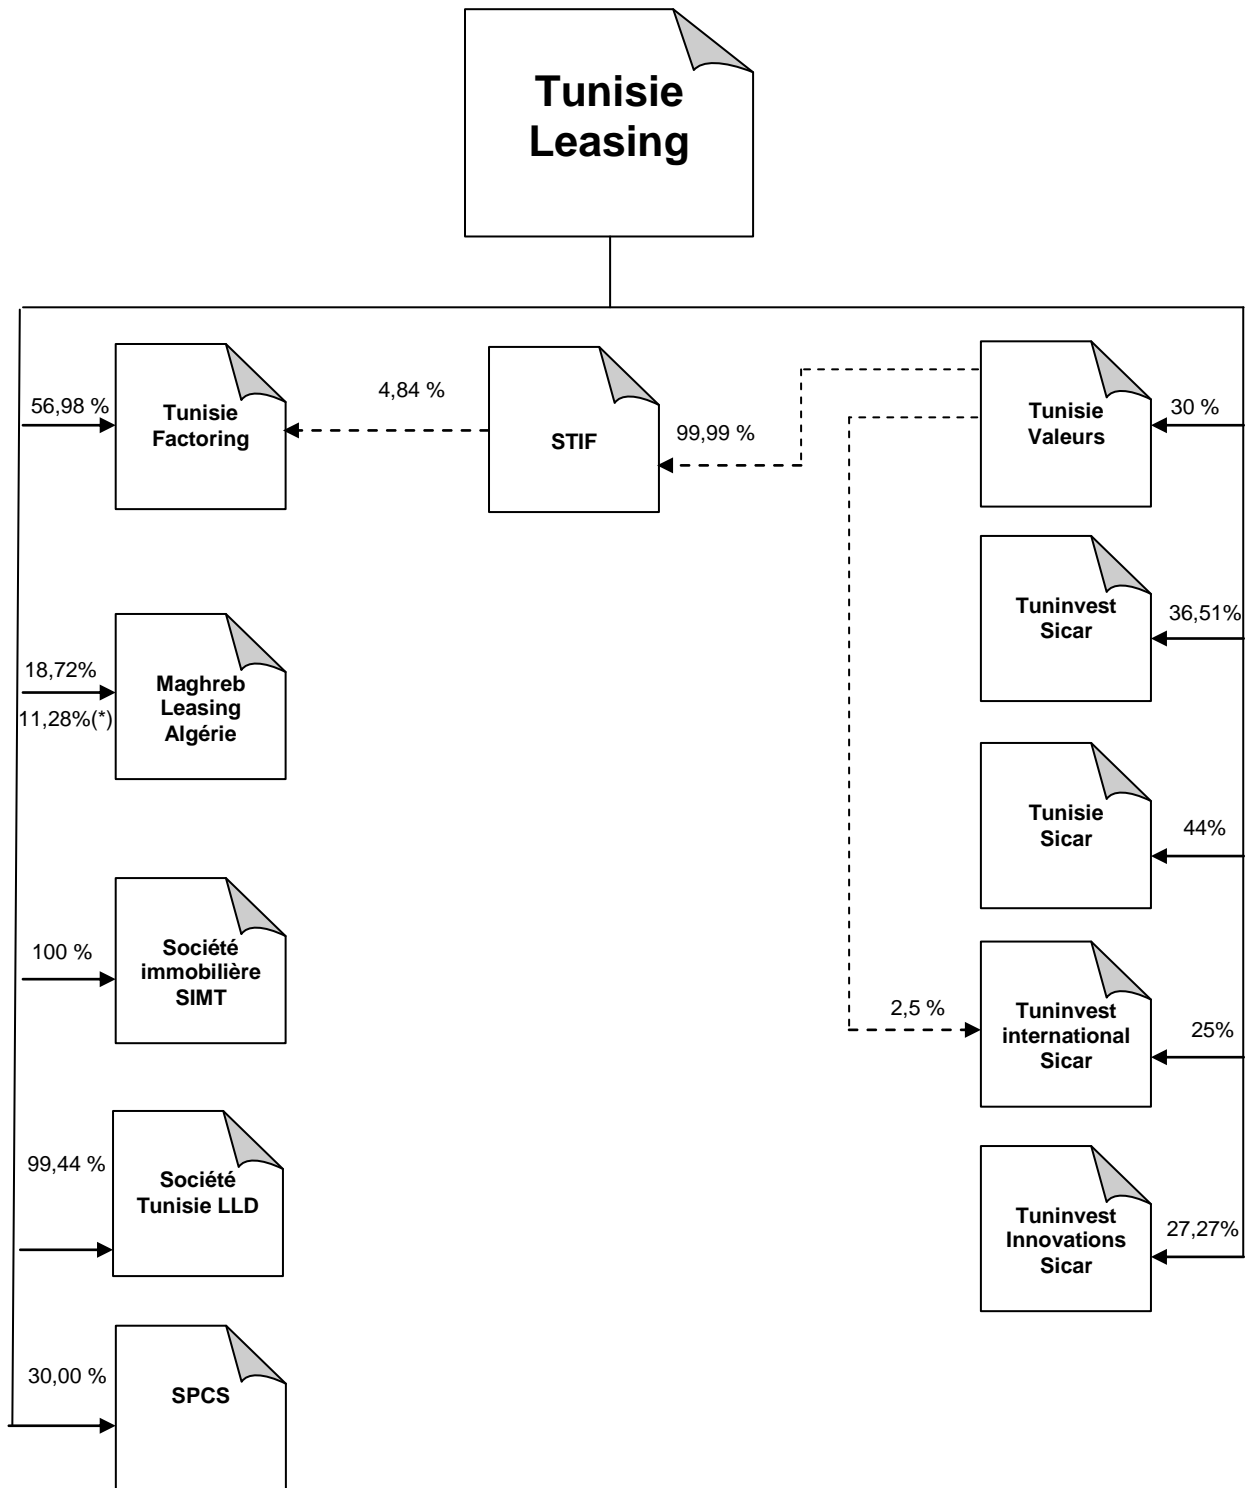 Tunisie
Leasing
56,98 %
Tunisie
Factoring
4,84 %
STIF
99,99 %
Tunisie
Valeurs
30 %
Tuninvest
Sicar
36,51%
18,72%
11,28%(*)
Maghreb
Leasing
Algérie
Tunisie
Sicar
44%
100 %
Société
immobilière
SIMT
2,5 %
Tuninvest
international
Sicar
25%
99,44 %
Société
Tunisie LLD
Tuninvest
Innovations
Sicar
27,27%
30,00 %
SPCS